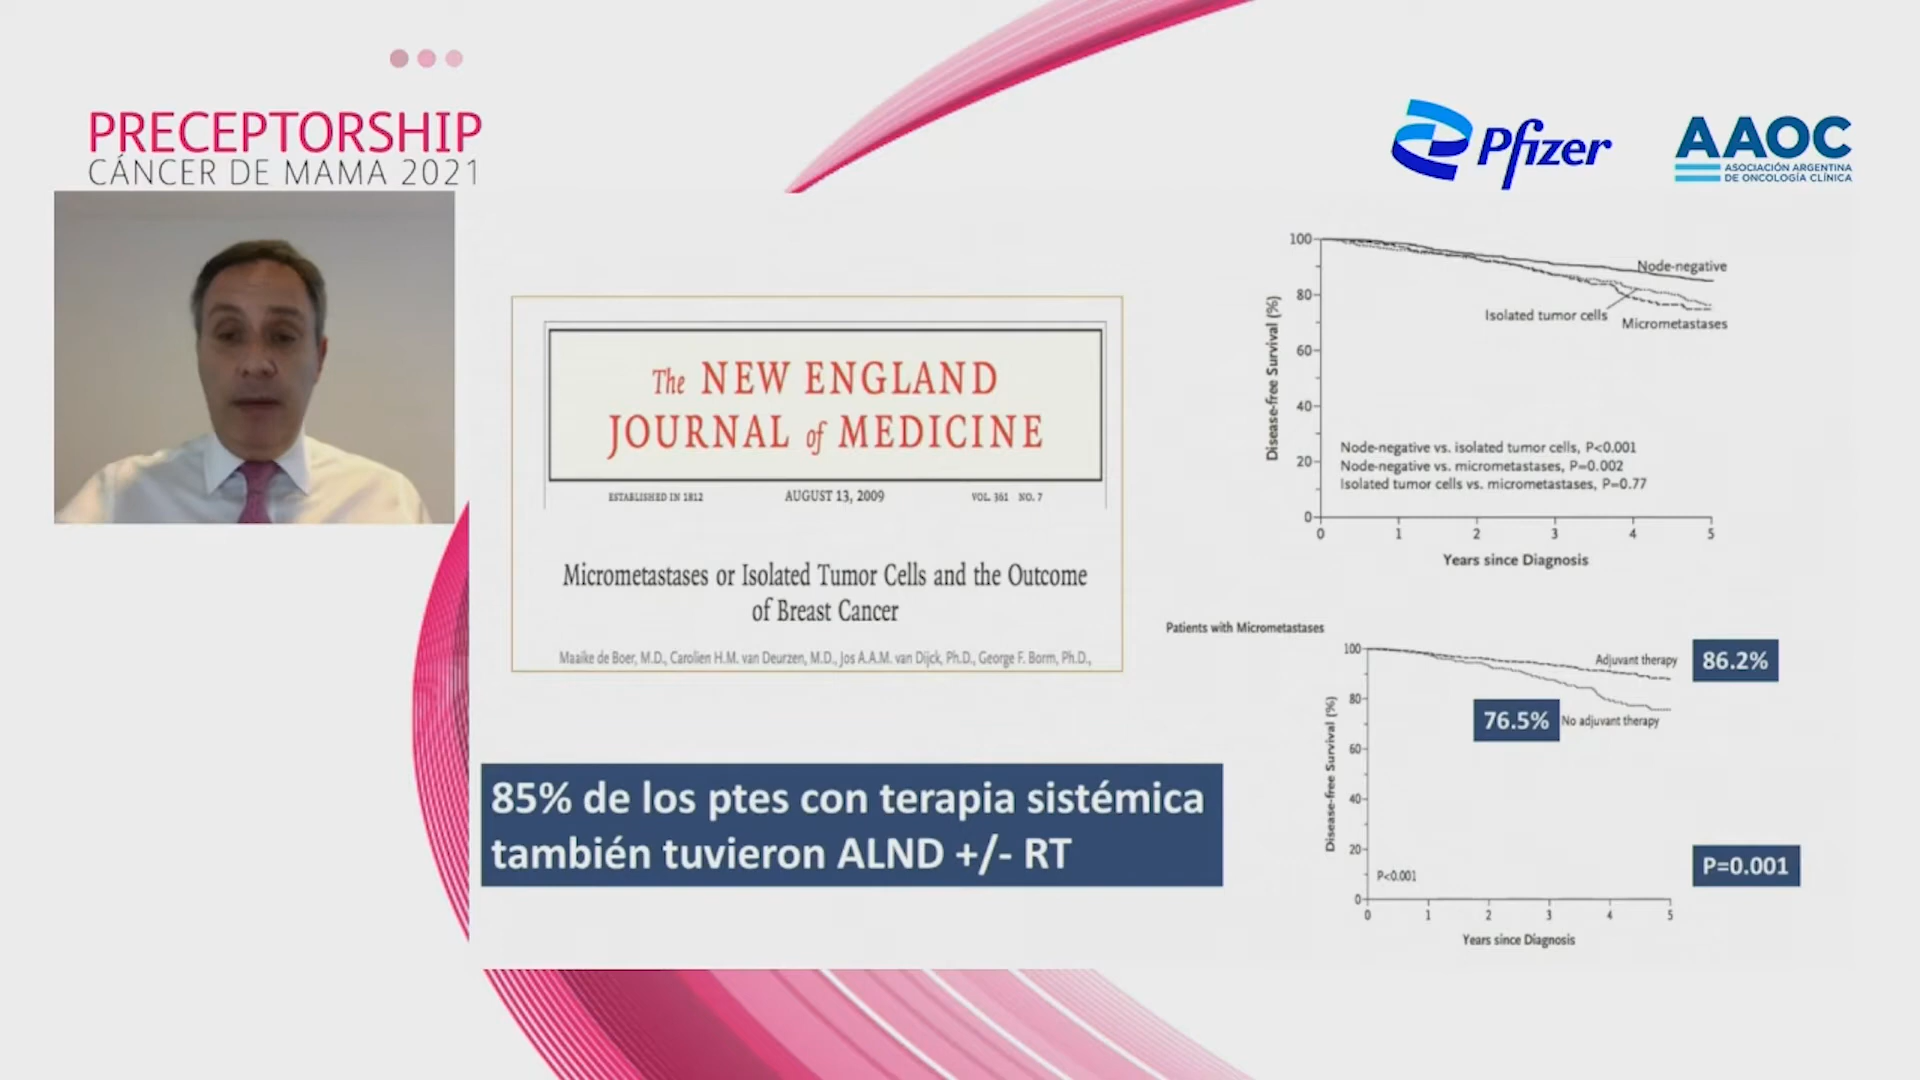 PRECEPTORSHIP
CÁNCER DE MAMA 2021
Pfizer
AAOC
ASOCIACIÓN ARGENTINA
DE ONCOLOGÍA CLÍNICA
The NEW ENGLAND
JOURNAL of MEDICINE
ESTABLISHED IN 1812 AUGUST 13, 2009 VOL. 361 NO. 7
Micrometastases or Isolated Tumor Cells and the Outcome
of Breast Cancer
Maaike de Boer, M.D., Carolien H.M. van Deurzen, M.D., Jos A.A.M. van Dijck, Ph.D., George F. Borm, Ph.D.,
85% de los ptes con terapia sistémica
también tuvieron ALND +/- RT
Disease-free Survival (%)
100
80
60
40
20
0
Node-negative
Isolated tumor cells
Micrometastases
Node-negative vs. isolated tumor cells, P<0.001
Node-negative vs. micrometastases, P=0.002
Isolated tumor cells vs. micrometastases, P=0.77
0 1 2 3 4 5
Years since Diagnosis
Patients with Micrometastases
Disease-free Survival (%)
100
80
60
40
20
0
Adjuvant therapy
86.2%
76.5%
No adjuvant therapy
P<0.001
P=0.001
0 1 2 3 4 5
Years since Diagnosis